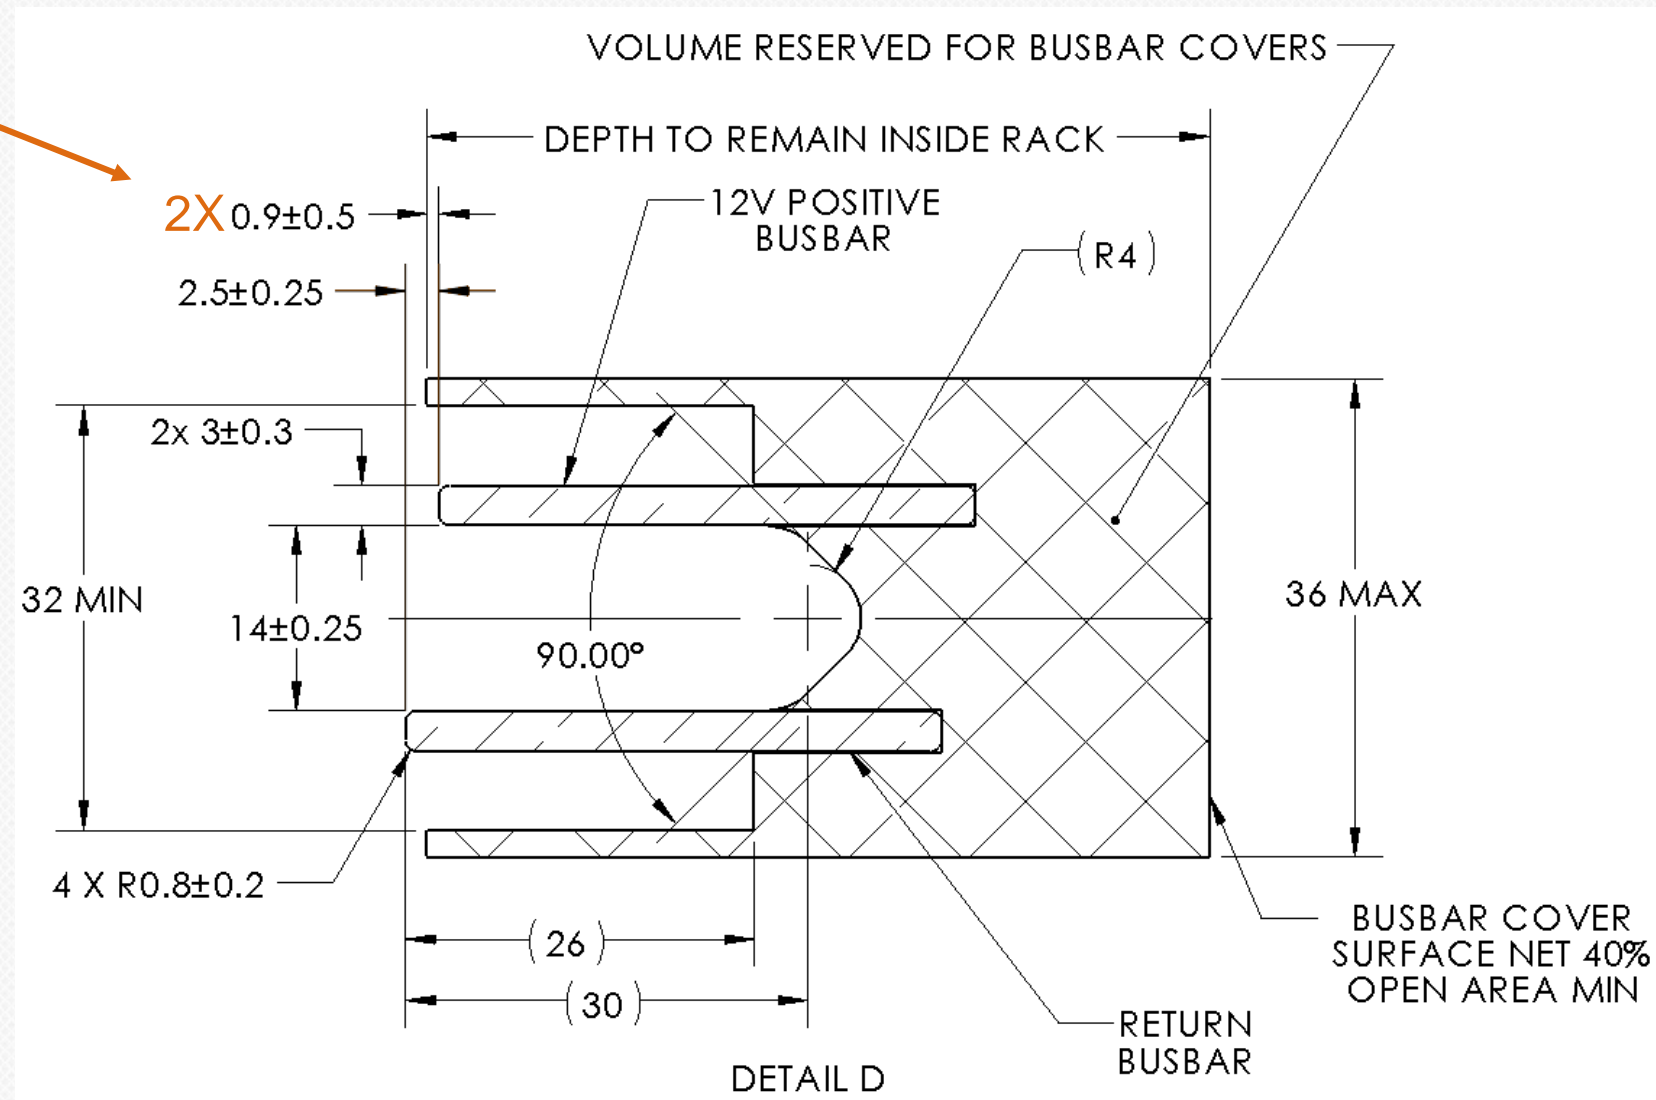 VOLUME RESERVED FOR BUSBAR COVERS
DEPTH TO REMAIN INSIDE RACK
2X 0.9±0.5
12V POSITIVE
BUSBAR
(R4)
2.5±0.25
2x 3±0.3
32 MIN
14±0.25
90.00°
36 MAX
4 X R0.8±0.2
(26)
(30)
BUSBAR COVER
SURFACE NET 40%
OPEN AREA MIN
RETURN
BUSBAR
DETAIL D